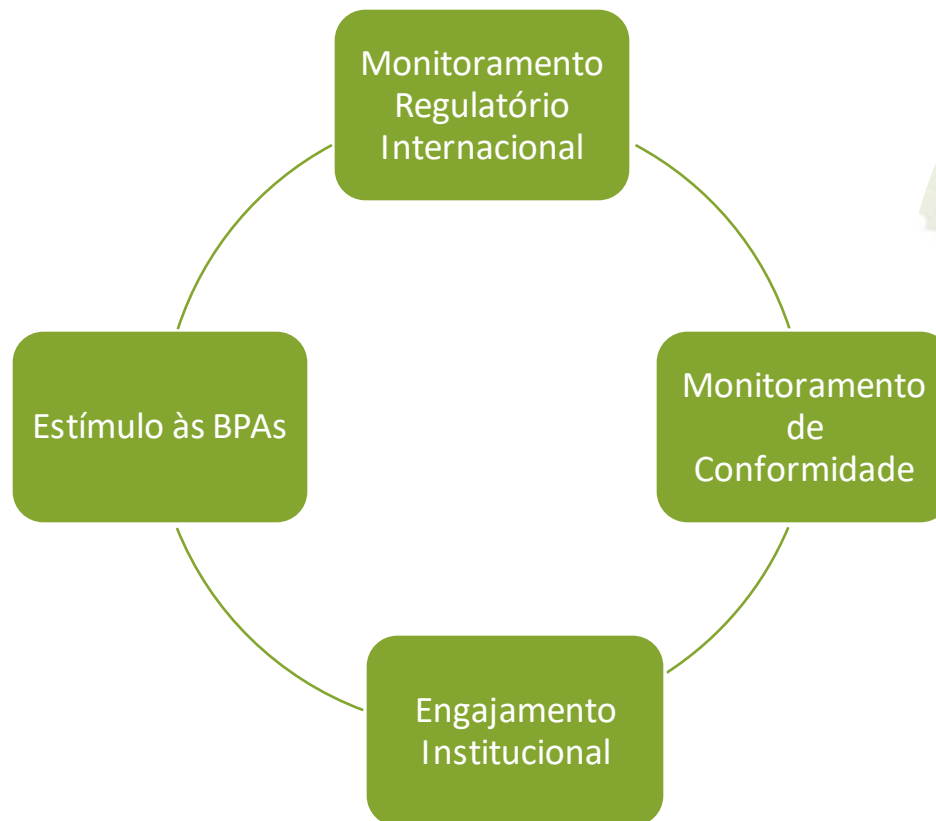 Monitoramento
Regulatório
Internacional
Estímulo às BPAs
Monitoramento
de
Conformidade
Engajamento
Institucional